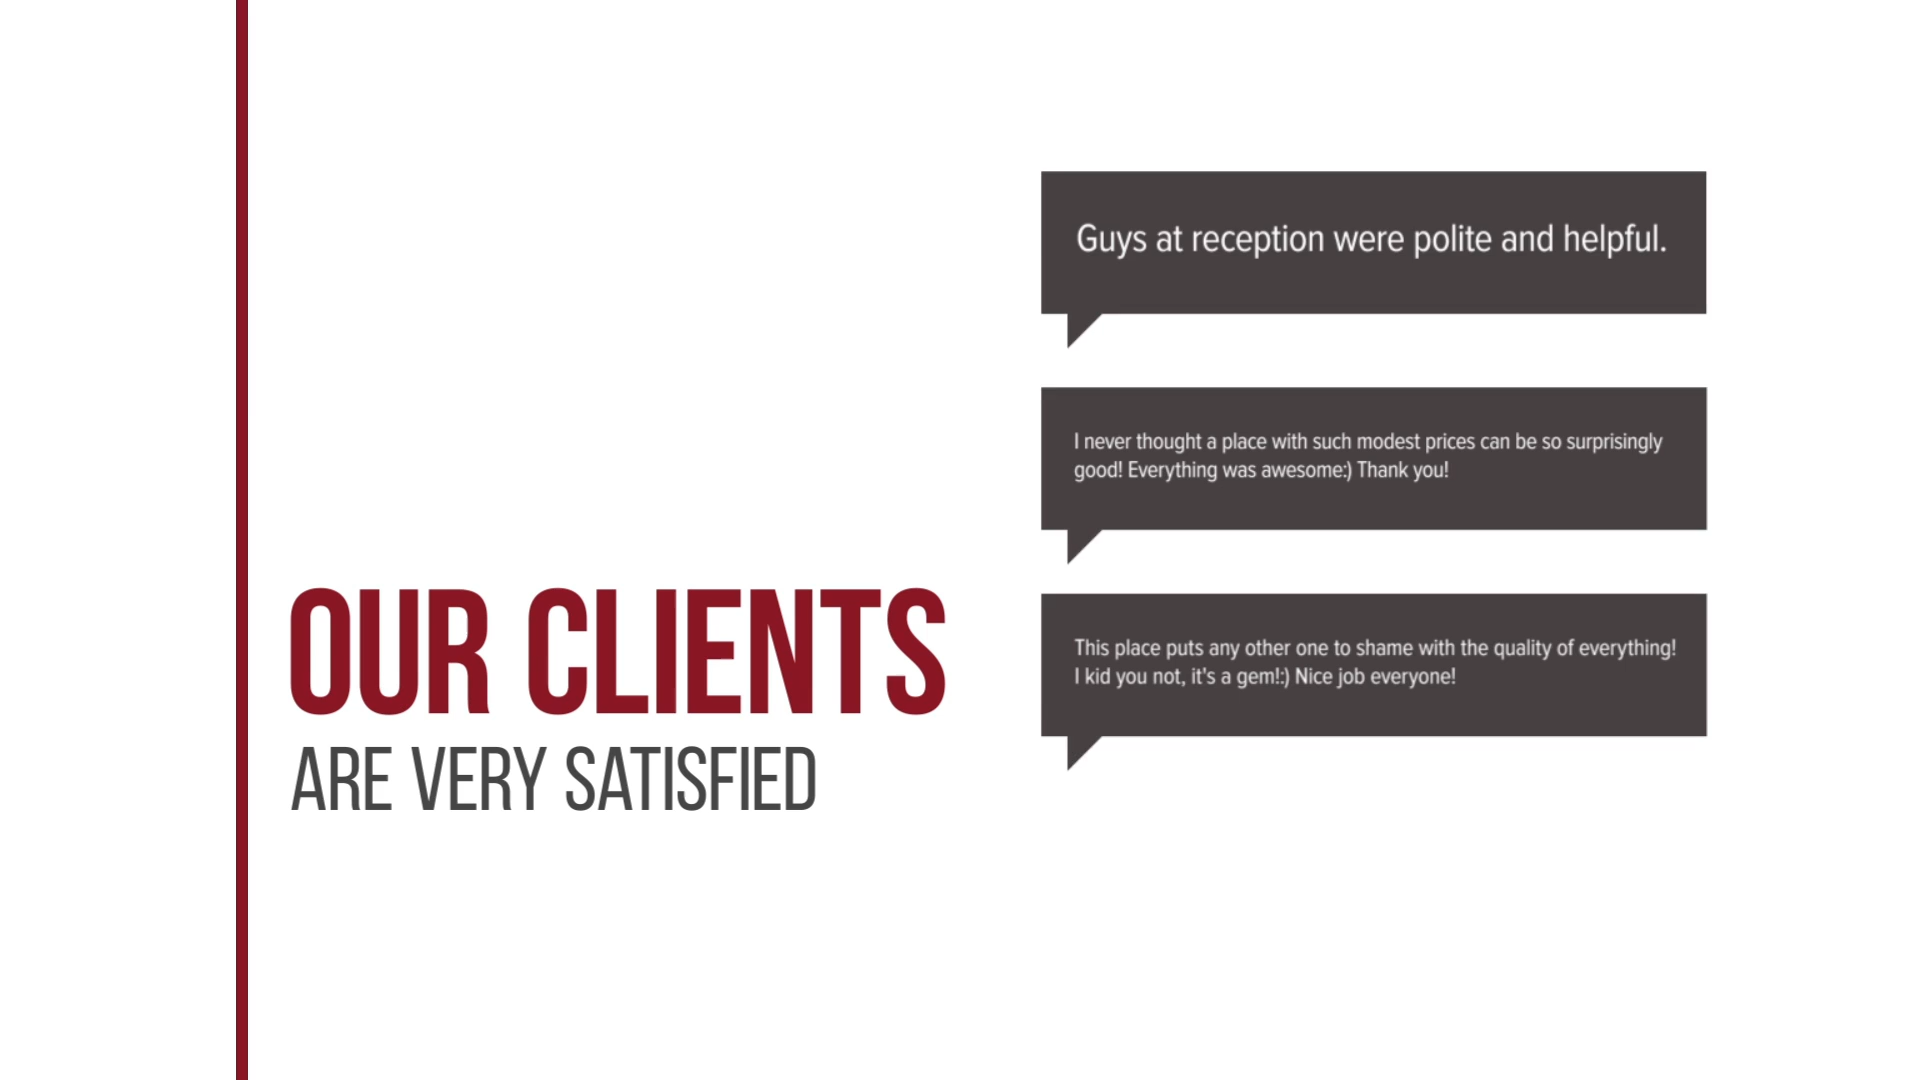 OUR CLIENTS
ARE VERY SATISFIED
Guys at reception were polite and helpful.
I never thought a place with such modest prices can be so surprisingly
good! Everything was awesome:) Thank you!
This place puts any other one to shame with the quality of everything!
I kid you not, it's a gem!:) Nice job everyone!